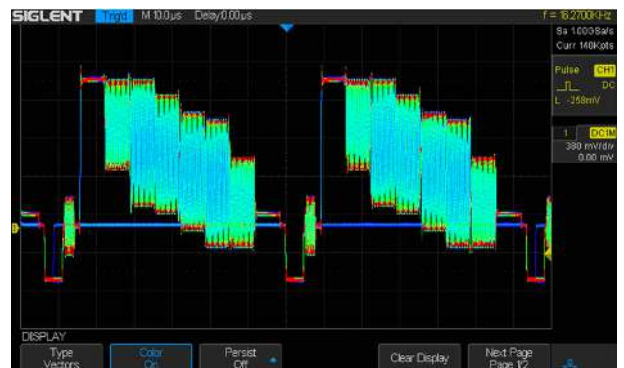 SIGLENT Trig'd M 10.0µs Delay:0.00µs f = 16.2700KHz
Sa 1.00GSa/s
Curr 140Kpts
Pulse CH1
DC
L -258mV
1 DC1M
380 mV/div
0.00 mV
DISPLAY
Type Color Persist Clear Display Next Page
Vectors On Off Page 1/2